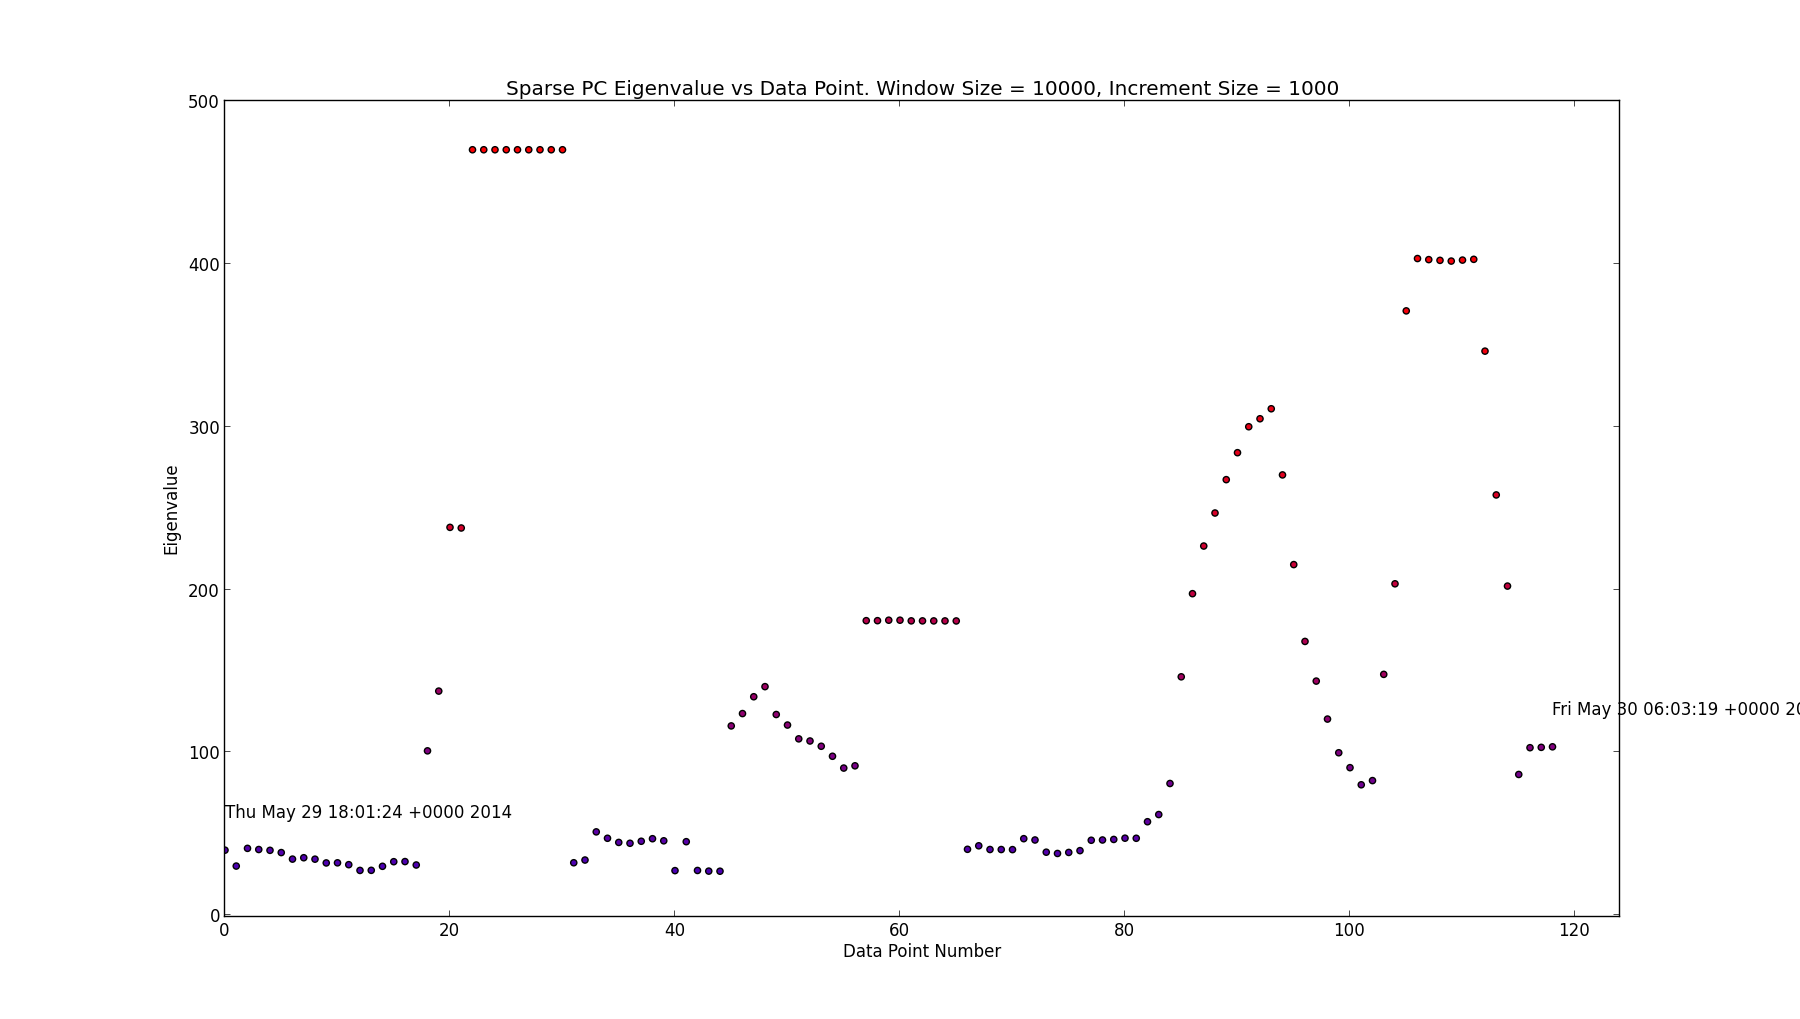 Sparse PC Eigenvalue vs Data Point. Window Size = 10000, Increment Size = 1000
500
400
300
200
100
0
Eigenvalue
Thu May 29 18:01:24 +0000 2014
Fri May 30 06:03:19 +0000 20
0 20 40 60 80 100 120
Data Point Number